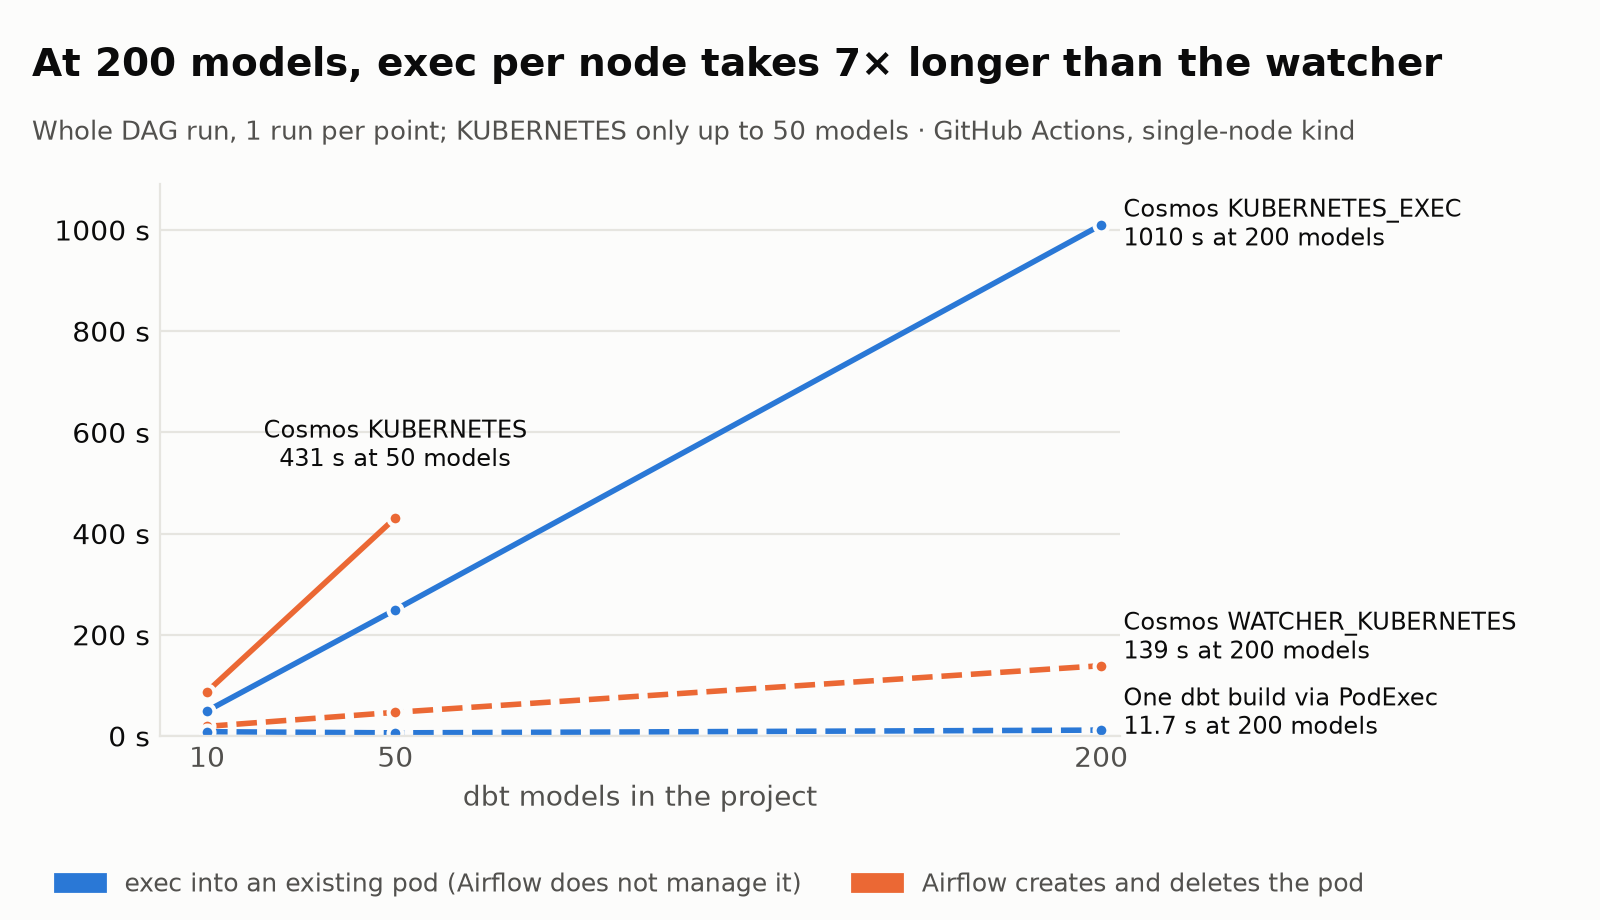 At 200 models, exec per node takes 7× longer than the watcher
Whole DAG run, 1 run per point; KUBERNETES only up to 50 models · GitHub Actions, single-node kind
1000 s
800 s
600 s
400 s
200 s
0 s
Cosmos KUBERNETES_EXEC
1010 s at 200 models
Cosmos KUBERNETES
431 s at 50 models
Cosmos WATCHER_KUBERNETES
139 s at 200 models
One dbt build via PodExec
11.7 s at 200 models
10
50
200
dbt models in the project
exec into an existing pod (Airflow does not manage it)
Airflow creates and deletes the pod